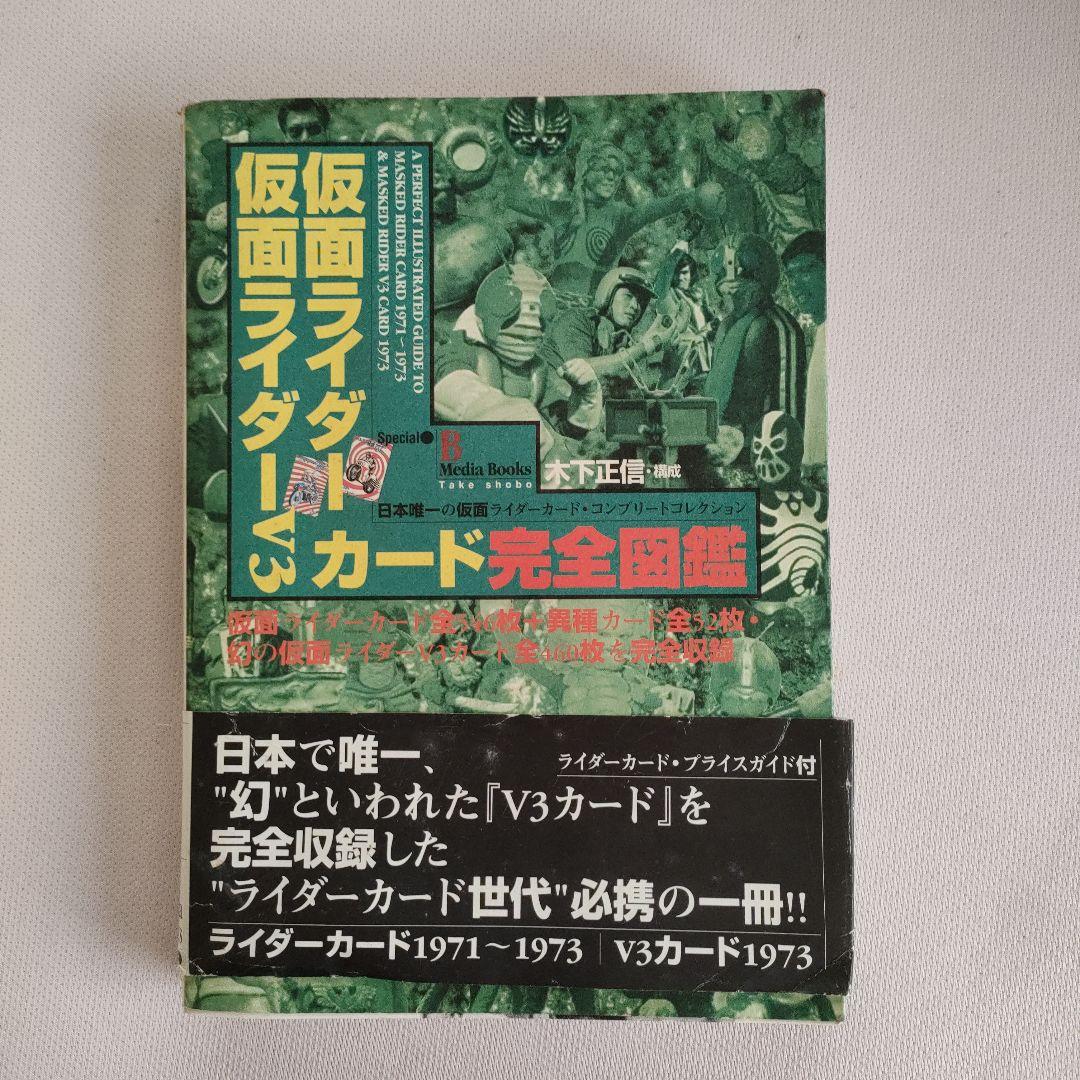 仮面ライダー
仮面ライダーV3
カード完全図鑑
A PERFECT ILLUSTRATED GUIDE TO
MASKED RIDER CARD 1971~1973
& MASKED RIDER V3 CARD 1973
Special●
B
Media Books
Take shobo
木下正信・構成
日本唯一の仮面ライダーカード・コンプリートコレクション
仮面ライダーカード全546枚+異種カード全52枚・
幻の仮面ライダーV3カード全460枚を完全収録
ライダーカード・プライスガイド付
日本で唯一、
"幻"といわれた『V3カード』を
完全収録した
"ライダーカード世代"必携の一冊!!
ライダーカード1971~1973 | V3カード1973